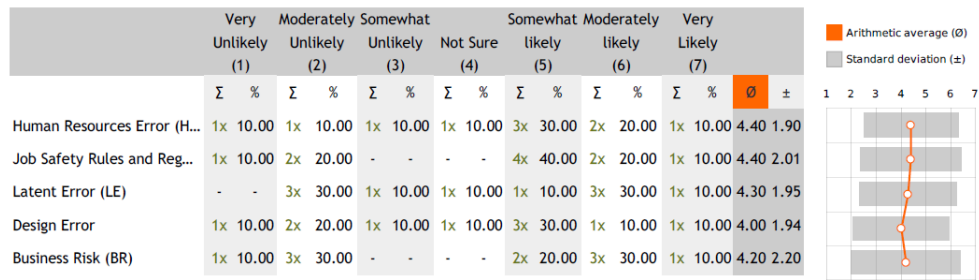 Very Moderately Somewhat Somewhat Moderately Very
Unlikely Unlikely Unlikely Not Sure likely likely Likely
(1) (2) (3) (4) (5) (6) (7)
Σ % Σ % Σ % Σ % Σ % Σ % Σ % Ø ±
Human Resources Error (H... 1x 10.00 1x 10.00 1x 10.00 1x 10.00 3x 30.00 2x 20.00 1x 10.00 4.40 1.90
Job Safety Rules and Reg... 1x 10.00 2x 20.00 - - - - 4x 40.00 2x 20.00 1x 10.00 4.40 2.01
Latent Error (LE) - - 3x 30.00 1x 10.00 1x 10.00 1x 10.00 3x 30.00 1x 10.00 4.30 1.95
Design Error 1x 10.00 2x 20.00 1x 10.00 1x 10.00 3x 30.00 1x 10.00 1x 10.00 4.00 1.94
Business Risk (BR) 1x 10.00 3x 30.00 - - - - 2x 20.00 3x 30.00 1x 10.00 4.20 2.20
Arithmetic average (Ø)
Standard deviation (±)
1 2 3 4 5 6 7